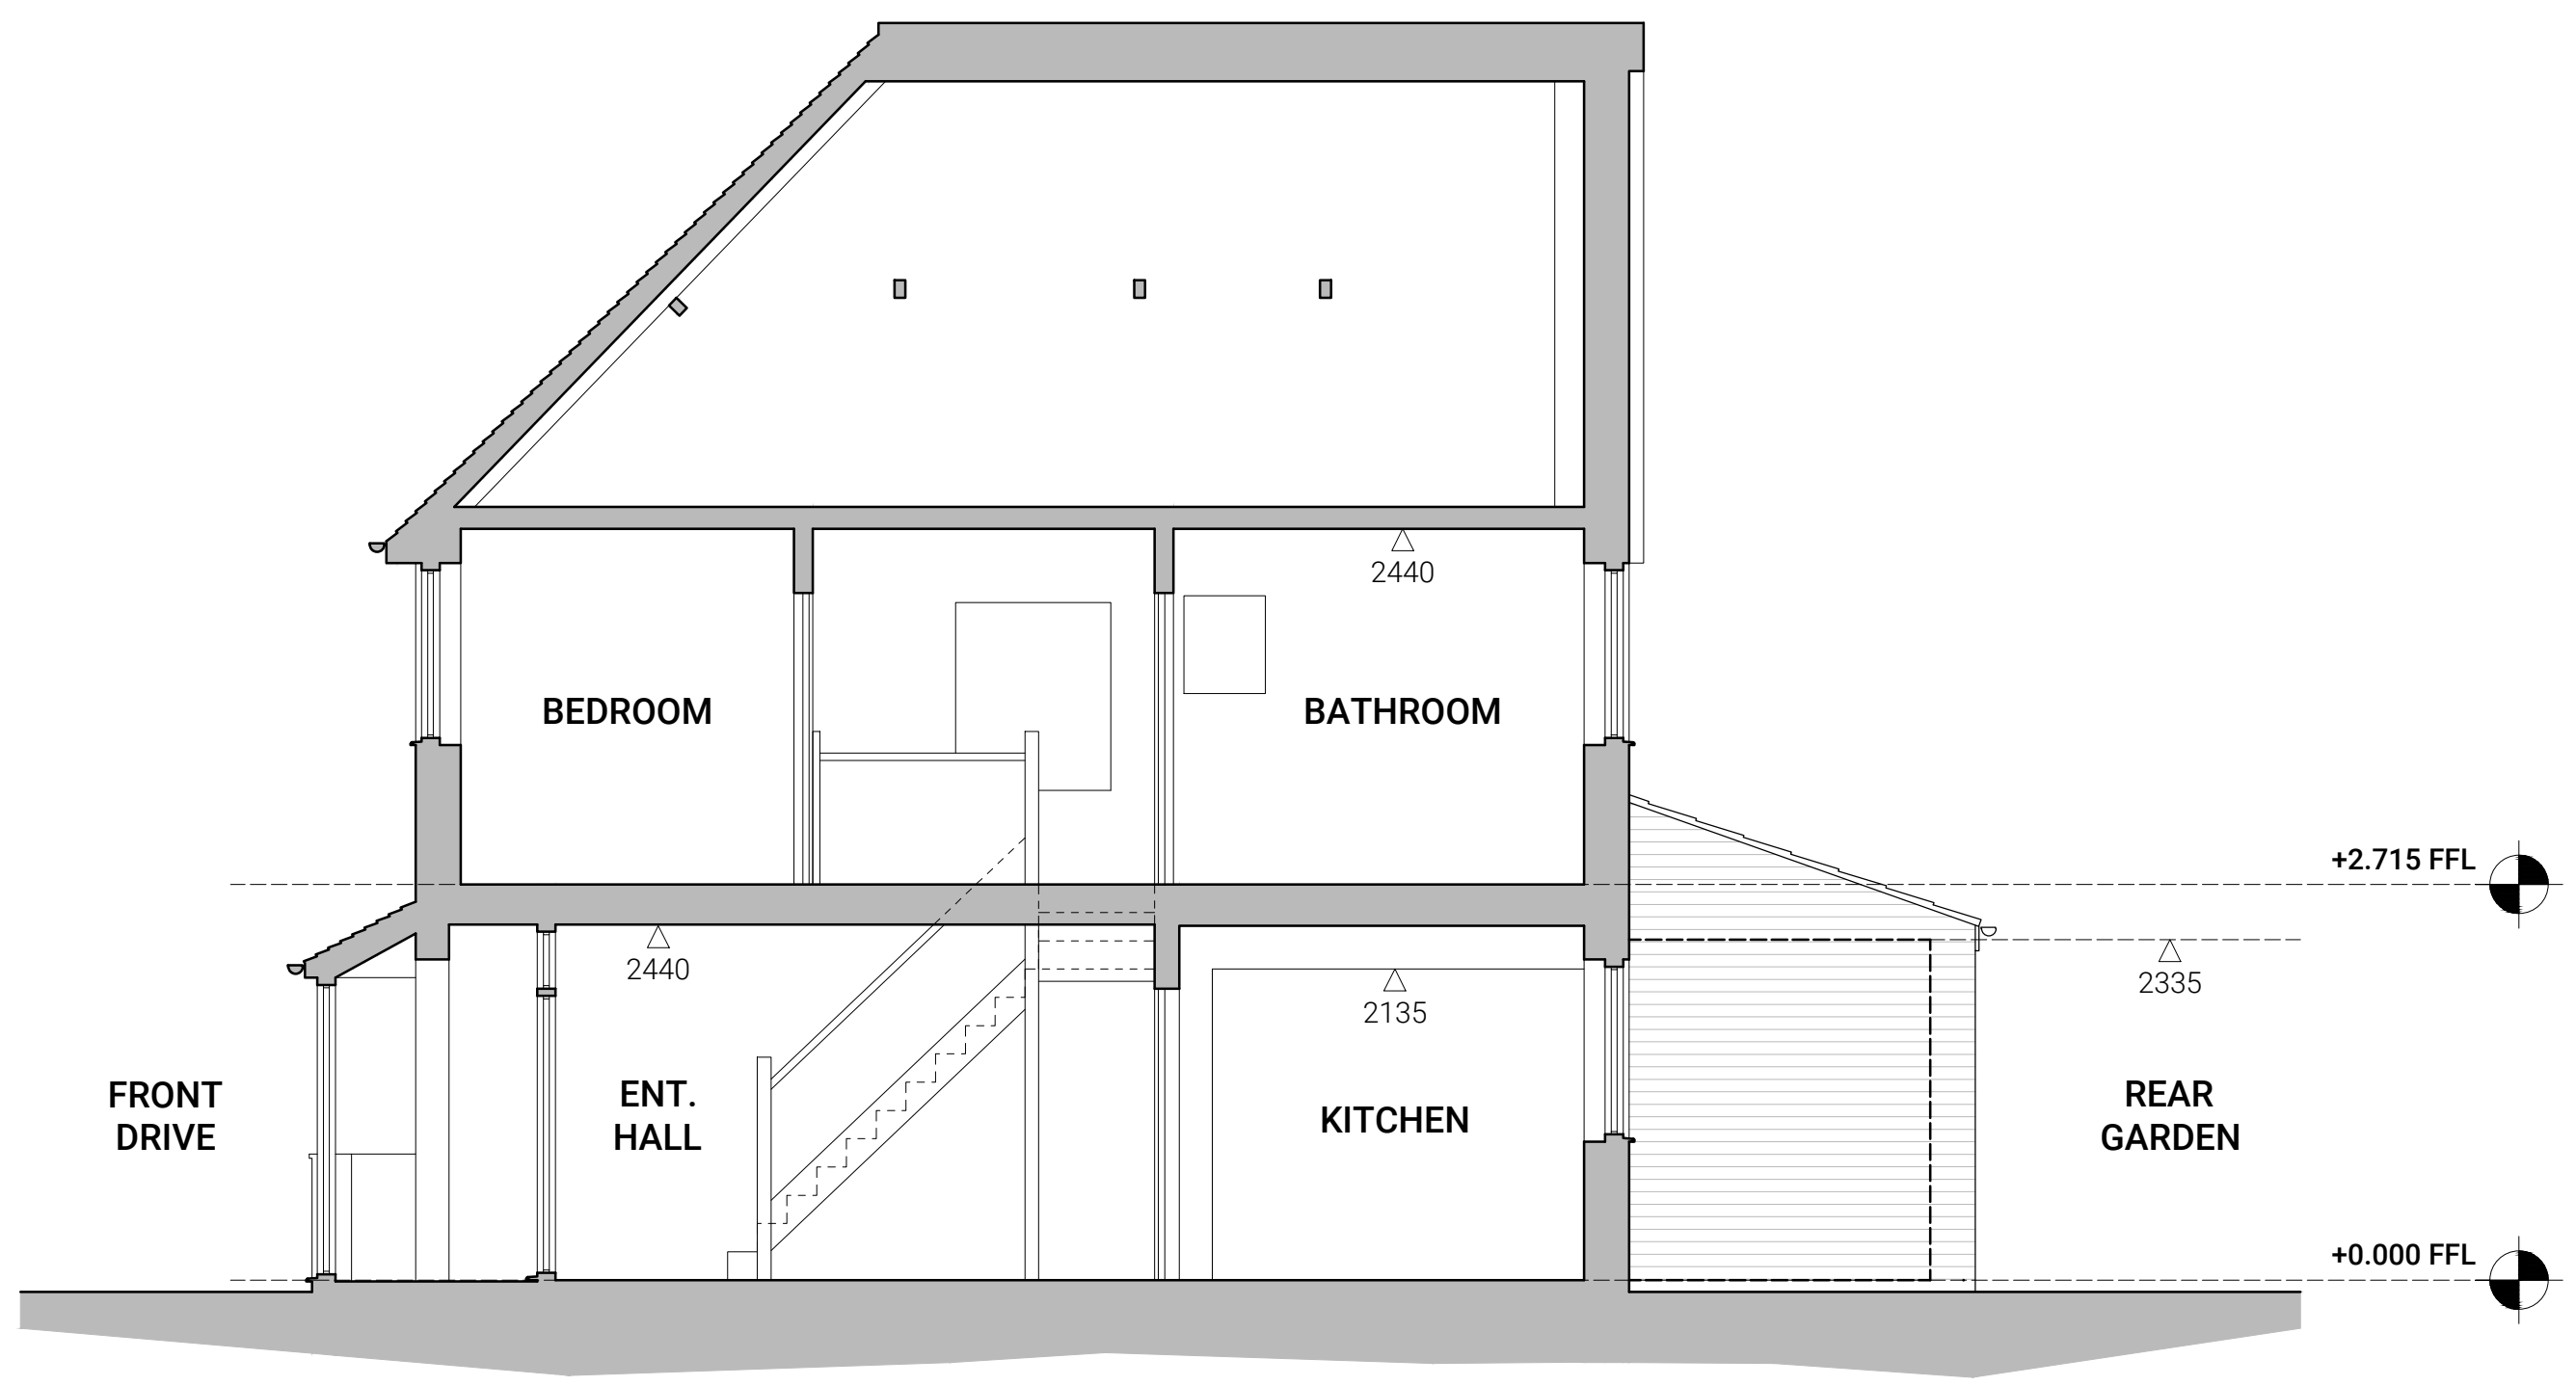 2440
BEDROOM
BATHROOM
+2.715 FFL
2440
2335
2135
FRONT
DRIVE
ENT.
HALL
KITCHEN
REAR
GARDEN
+0.000 FFL